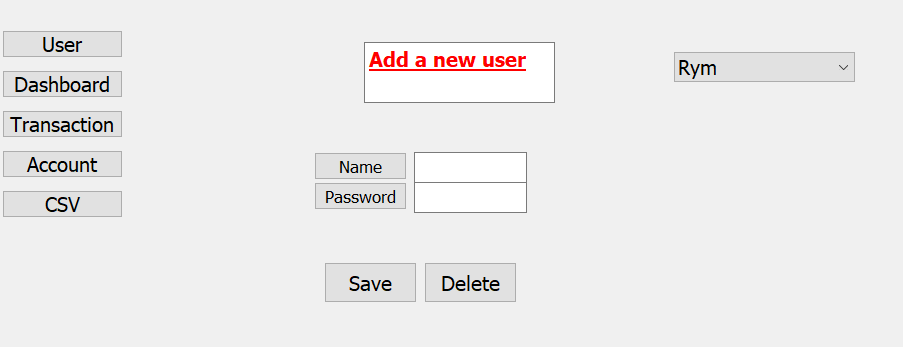 User
Dashboard
Transaction
Account
CSV
Add a new user
Rym
Name
Password
Save
Delete